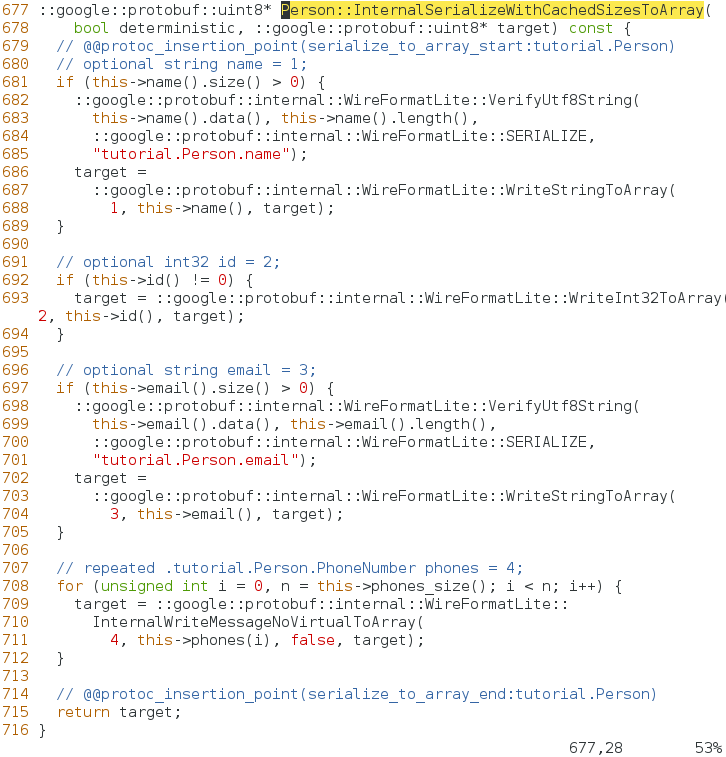 677 ::google::protobuf::uint8* Person::InternalSerializeWithCachedSizesToArray(
678     bool deterministic, ::google::protobuf::uint8* target) const {
679   // @@protoc_insertion_point(serialize_to_array_start:tutorial.Person)
680   // optional string name = 1;
681   if (this->name().size() > 0) {
682     ::google::protobuf::internal::WireFormatLite::VerifyUtf8String(
683       this->name().data(), this->name().length(),
684       ::google::protobuf::internal::WireFormatLite::SERIALIZE,
685       "tutorial.Person.name");
686     target =
687       ::google::protobuf::internal::WireFormatLite::WriteStringToArray(
688         1, this->name(), target);
689   }
690
691   // optional int32 id = 2;
692   if (this->id() != 0) {
693     target = ::google::protobuf::internal::WireFormatLite::WriteInt32ToArray(
2, this->id(), target);
694   }
695
696   // optional string email = 3;
697   if (this->email().size() > 0) {
698     ::google::protobuf::internal::WireFormatLite::VerifyUtf8String(
699       this->email().data(), this->email().length(),
700       ::google::protobuf::internal::WireFormatLite::SERIALIZE,
701       "tutorial.Person.email");
702     target =
703       ::google::protobuf::internal::WireFormatLite::WriteStringToArray(
704         3, this->email(), target);
705   }
706
707   // repeated .tutorial.Person.PhoneNumber phones = 4;
708   for (unsigned int i = 0, n = this->phones_size(); i < n; i++) {
709     target = ::google::protobuf::internal::WireFormatLite::
710       InternalWriteMessageNoVirtualToArray(
711         4, this->phones(i), false, target);
712   }
713
714   // @@protoc_insertion_point(serialize_to_array_end:tutorial.Person)
715   return target;
716 }
677,28 53%